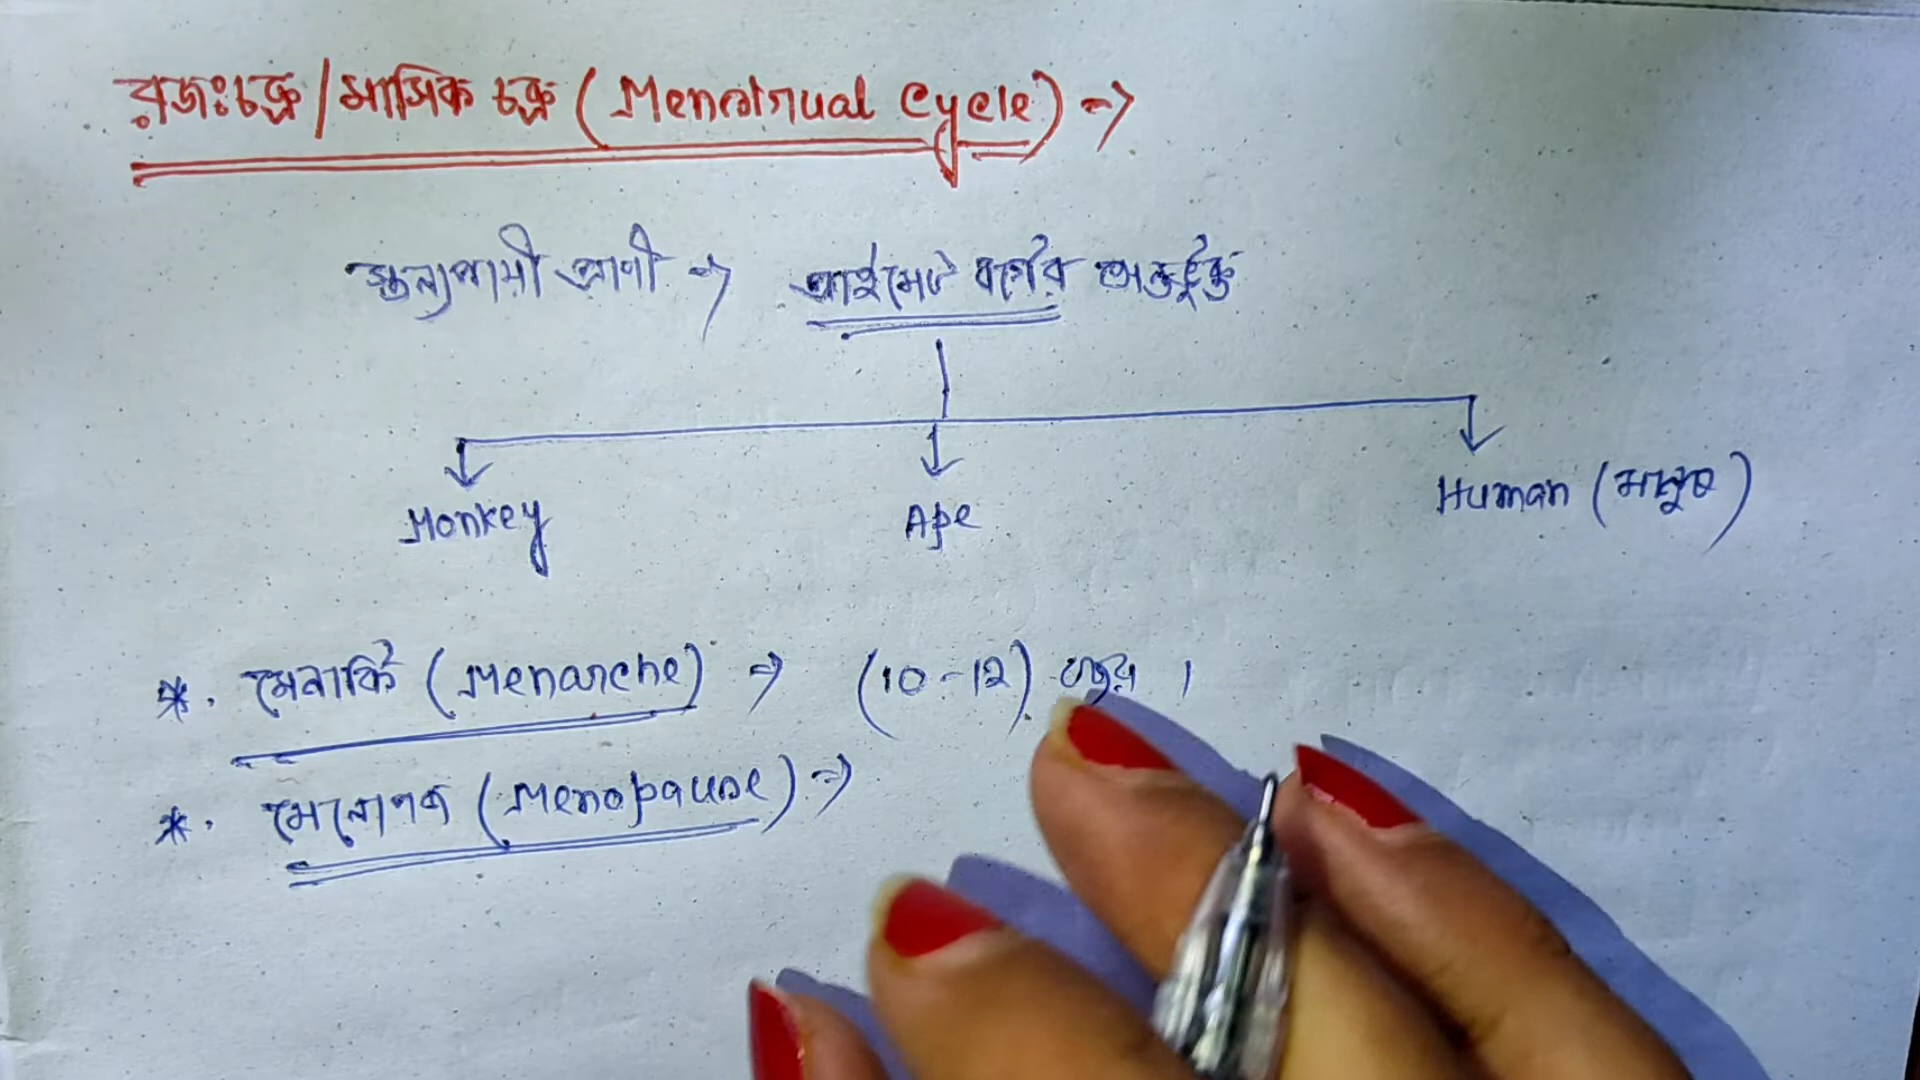 রজঃচক্র/মাসিক চক্র (Menstrual Cycle) ->
স্তন্যপায়ী প্রাণী -> প্রাইমেট বর্গের অন্তর্ভুক্ত
Monkey Ape Human (মানুষ)
*. মেনার্কি (Menarche) -> (10-12) বছর ।
*. মেনোপজ (Menopause) ->